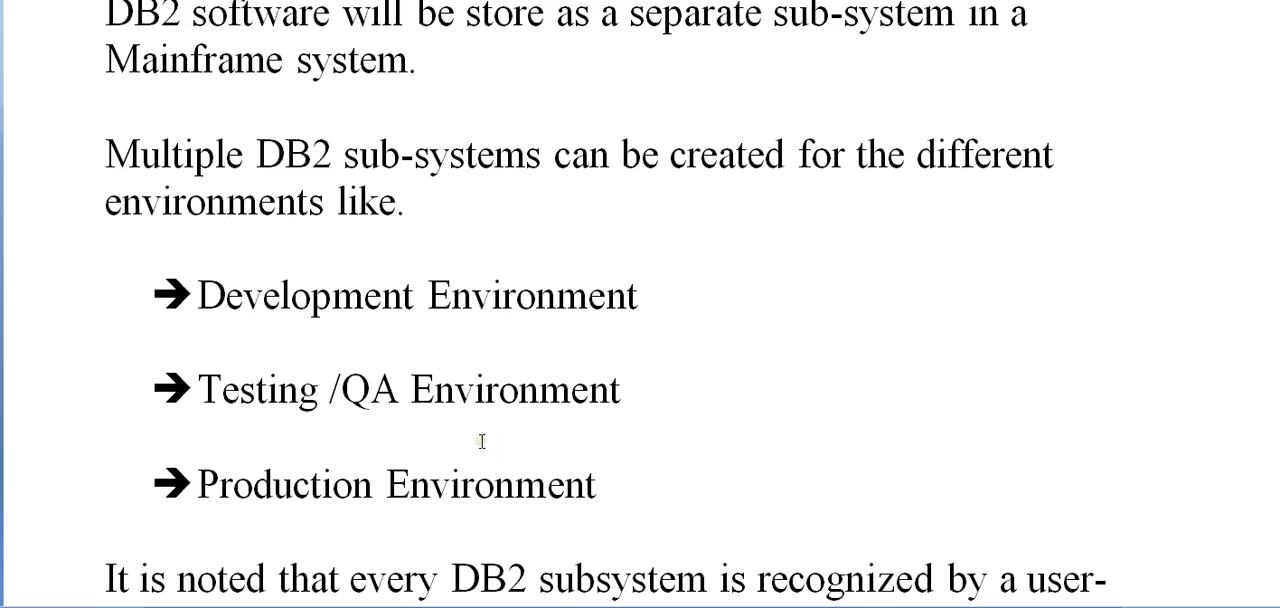 DB2 software will be store as a separate sub-system in a
Mainframe system.
Multiple DB2 sub-systems can be created for the different
environments like.
➔ Development Environment
➔ Testing /QA Environment
➔ Production Environment
It is noted that every DB2 subsystem is recognized by a user-